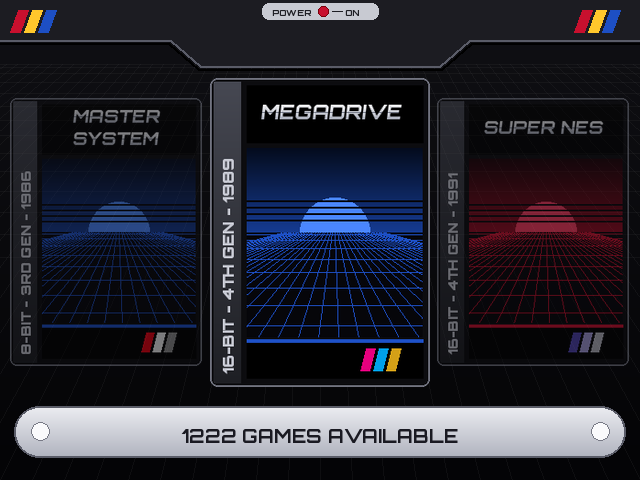 POWER ON
MASTER
SYSTEM
8-BIT - 3RD GEN - 1986
MEGADRIVE
16-BIT - 4TH GEN - 1989
SUPER NES
16-BIT - 4TH GEN - 1991
1222 GAMES AVAILABLE